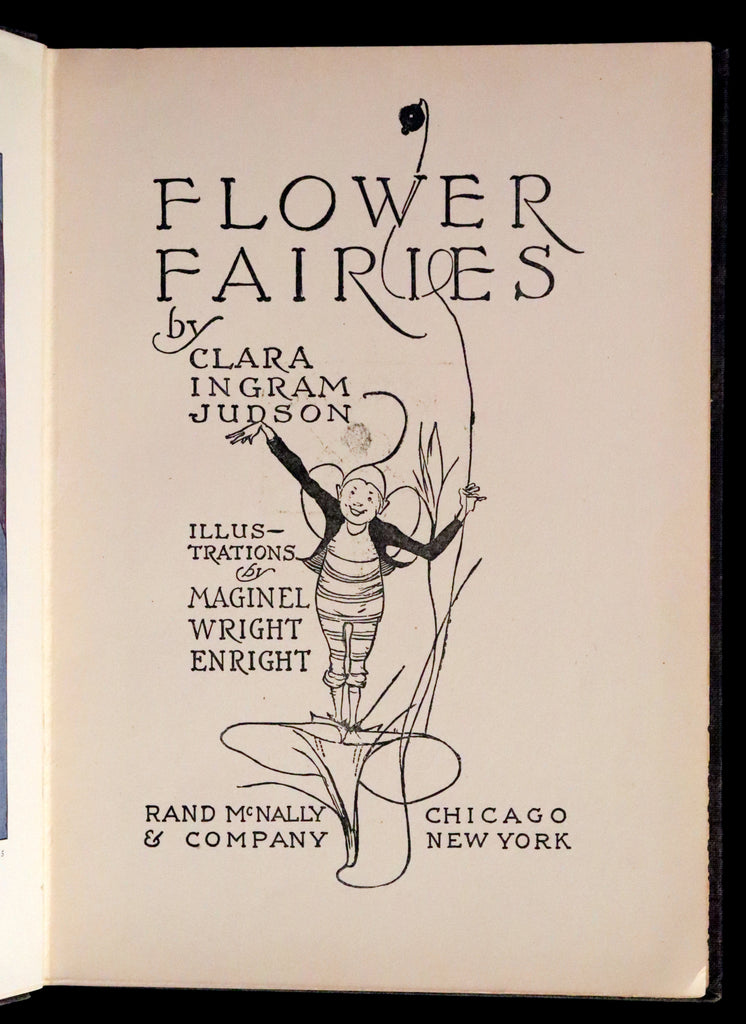 FLOWER
FAIRIES
by
CLARA
INGRAM
JUDSON
ILLUS–
TRATIONS
by
MAGINEL
WRIGHT
ENRIGHT
RAND McNALLY
& COMPANY
CHICAGO
NEW YORK